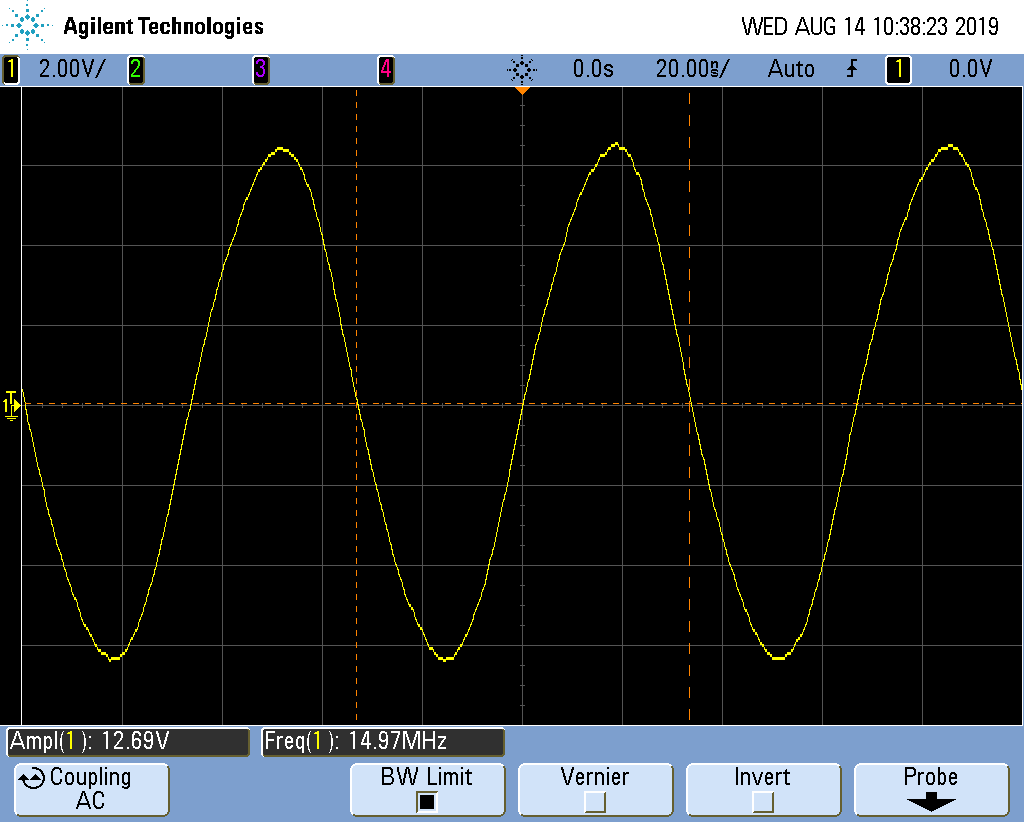 Agilent Technologies WED AUG 14 10:38:23 2019
1 2.00V/ 2 3 4 0.0s 20.00ns/ Auto 1 0.0V
1 T
Ampl(1): 12.69V Freq(1): 14.97MHz
Coupling BW Limit Vernier Invert Probe
AC